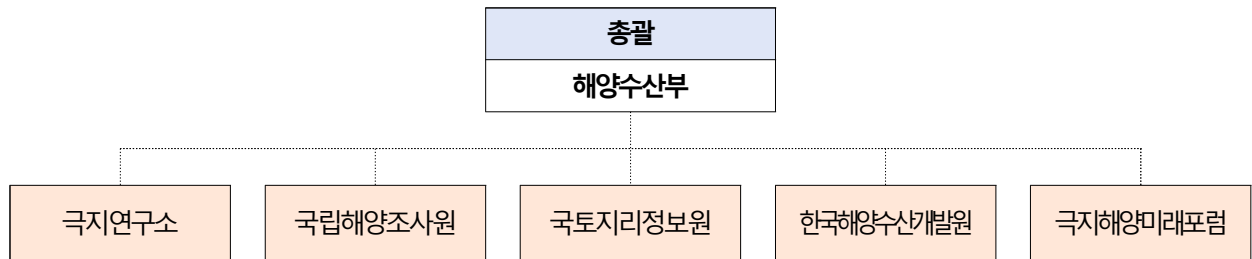 총괄
해양수산부
극지연구소
국립해양조사원
국토지리정보원
한국해양수산개발원
극지해양미래포럼